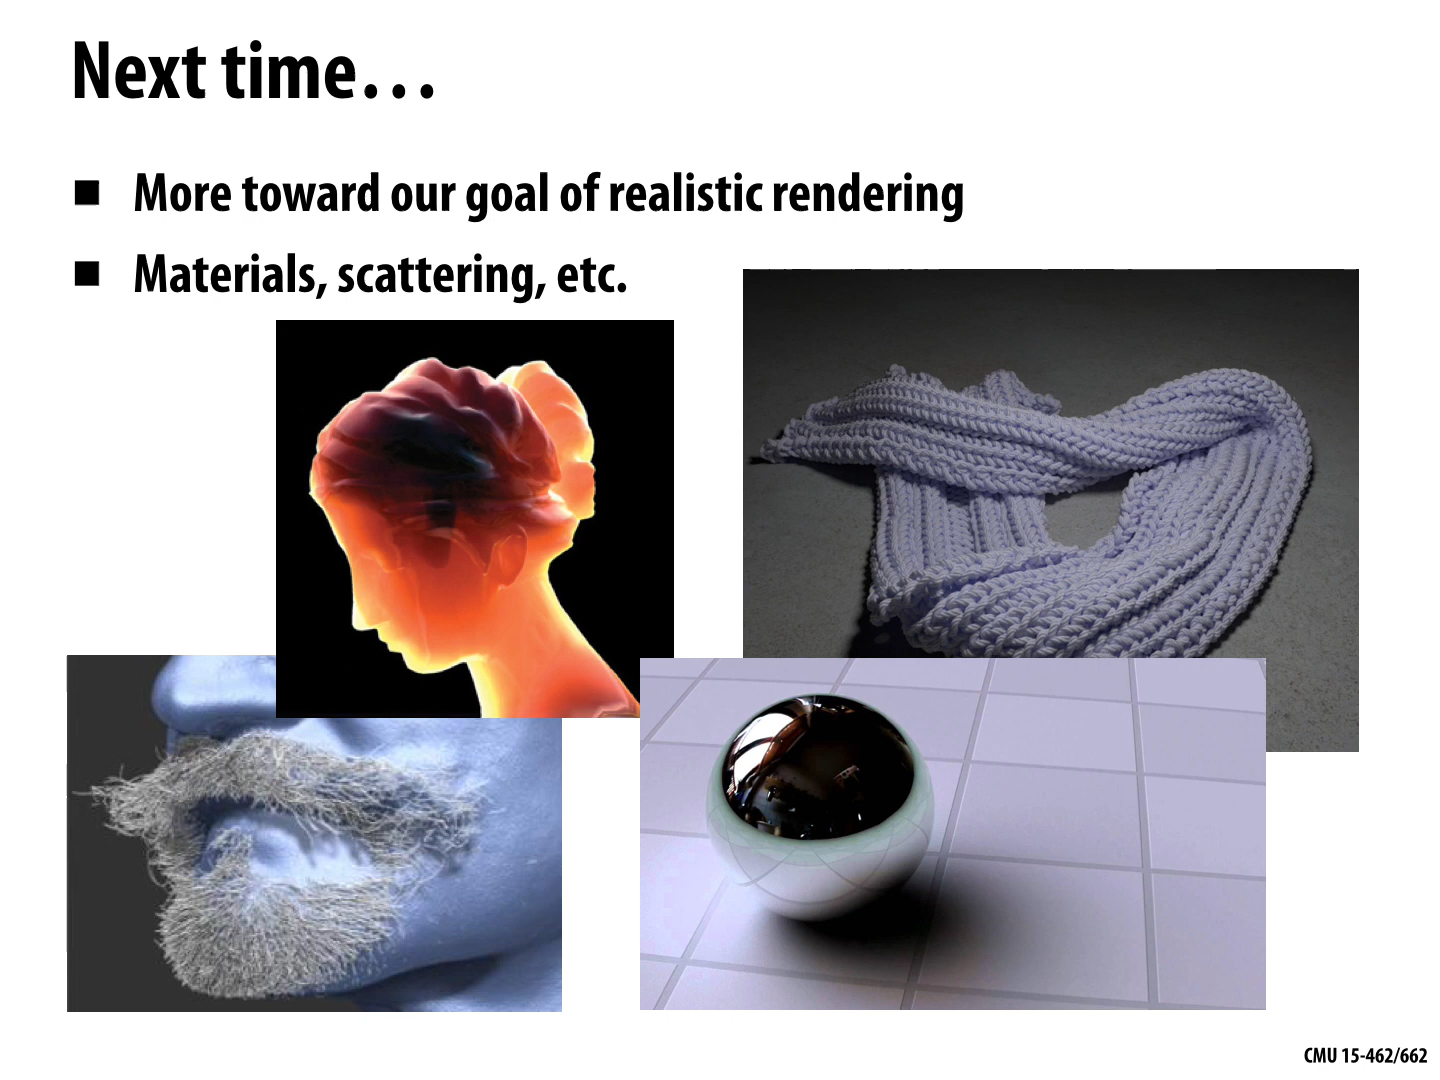 Next time…
■ More toward our goal of realistic rendering
■ Materials, scattering, etc.
CMU 15-462/662